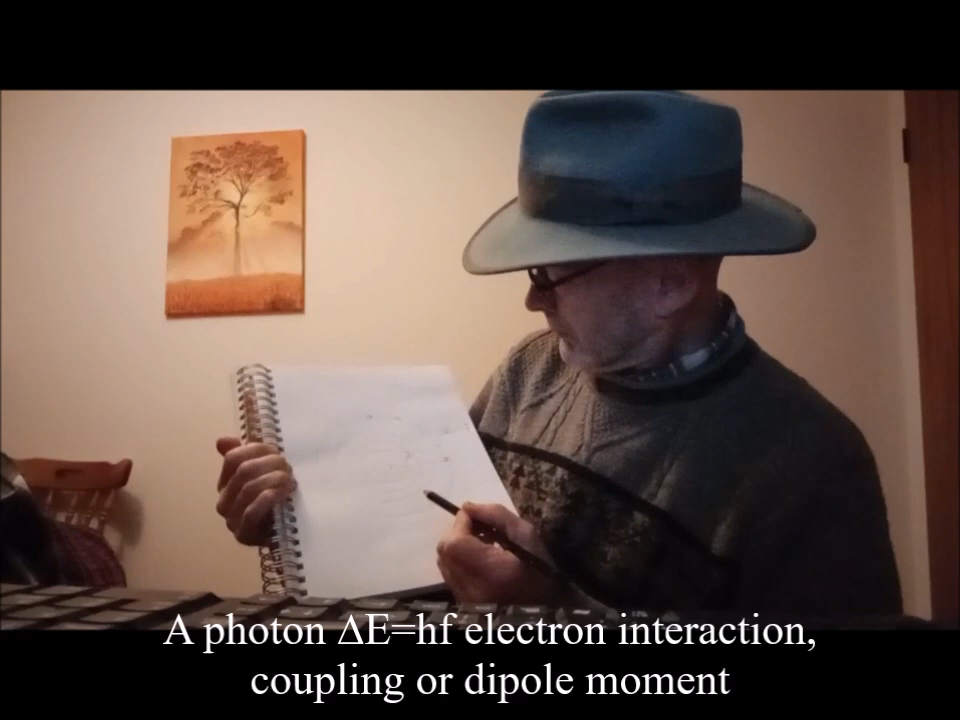 A photon ΔE=hf electron interaction,
coupling or dipole moment